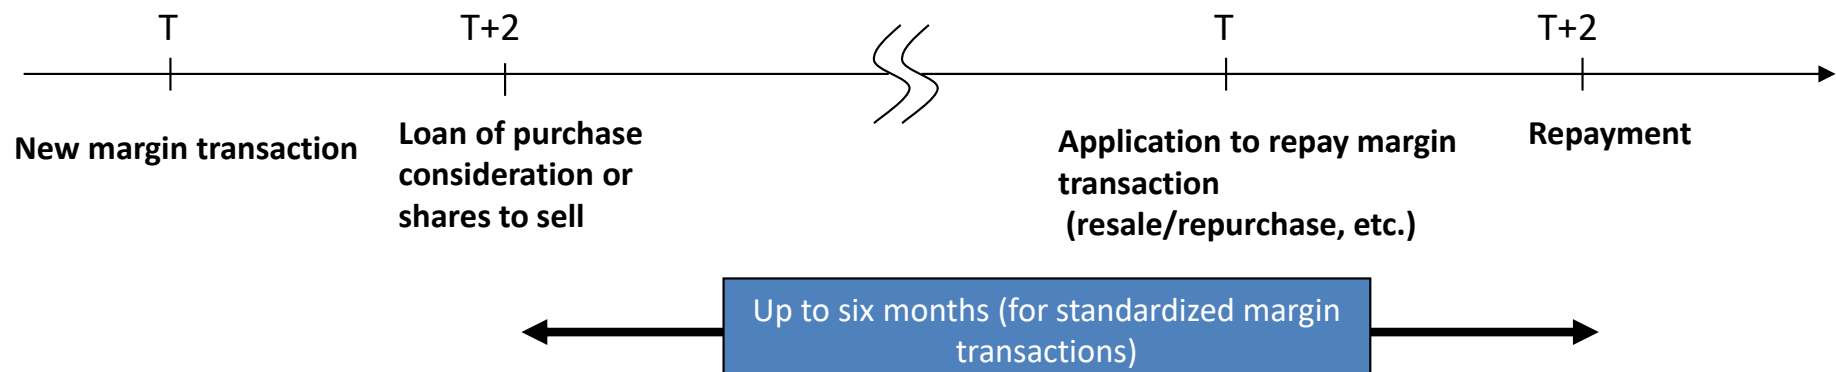 T
T+2
T
T+2
New margin transaction
Loan of purchase
consideration or
shares to sell
Application to repay margin
transaction
(resale/repurchase, etc.)
Repayment
Up to six months (for standardized margin
transactions)